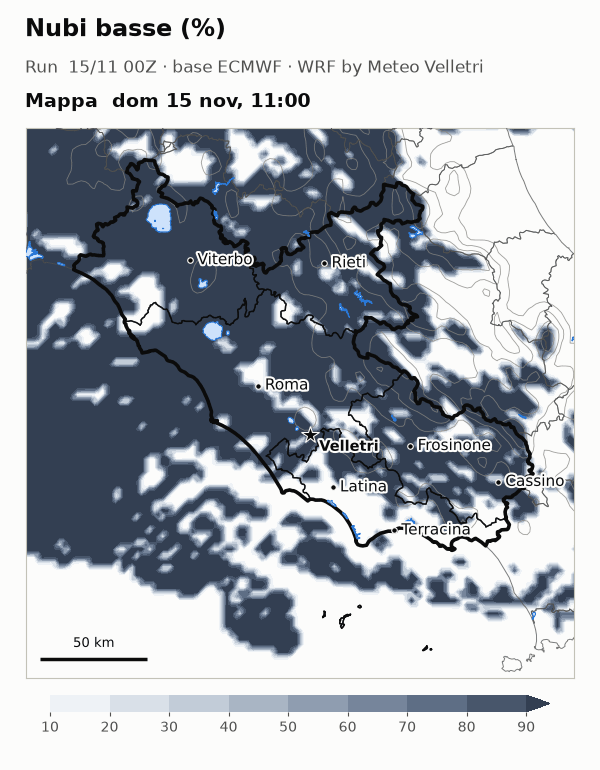 Nubi basse (%)
Run 15/11 00Z · base ECMWF · WRF by Meteo Velletri
Mappa dom 15 nov, 11:00
Viterbo
Rieti
Roma
Velletri
Frosinone
Cassino
Latina
Terracina
50 km
10 20 30 40 50 60 70 80 90